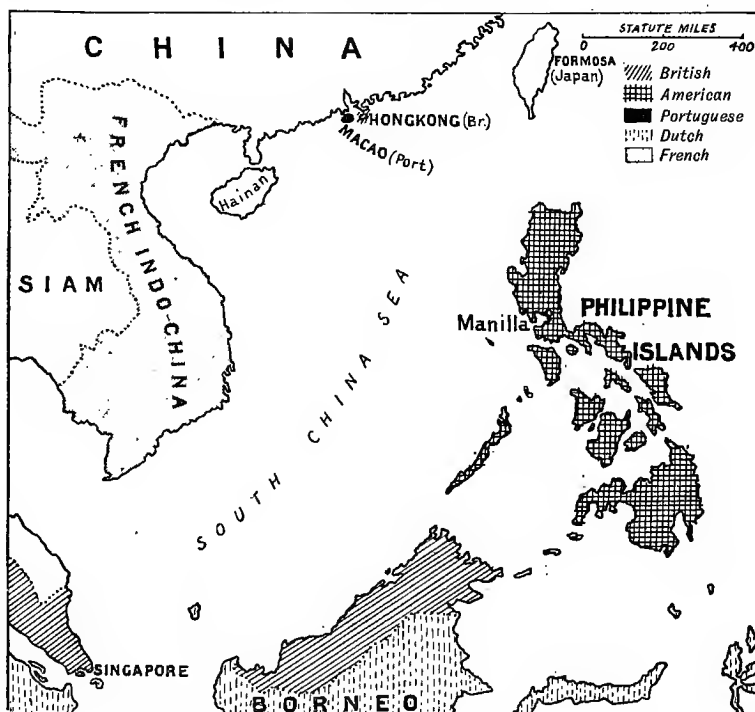 CHINA
STATUTE MILES
0 200 400
FORMOSA
(Japan)
British
American
Portuguese
Dutch
French
HONGKONG (Br.)
MACAO (Port)
Hainan
FRENCH INDO-CHINA
SIAM
SOUTH CHINA SEA
Manilla
PHILIPPINE
ISLANDS
SINGAPORE
BORNEO